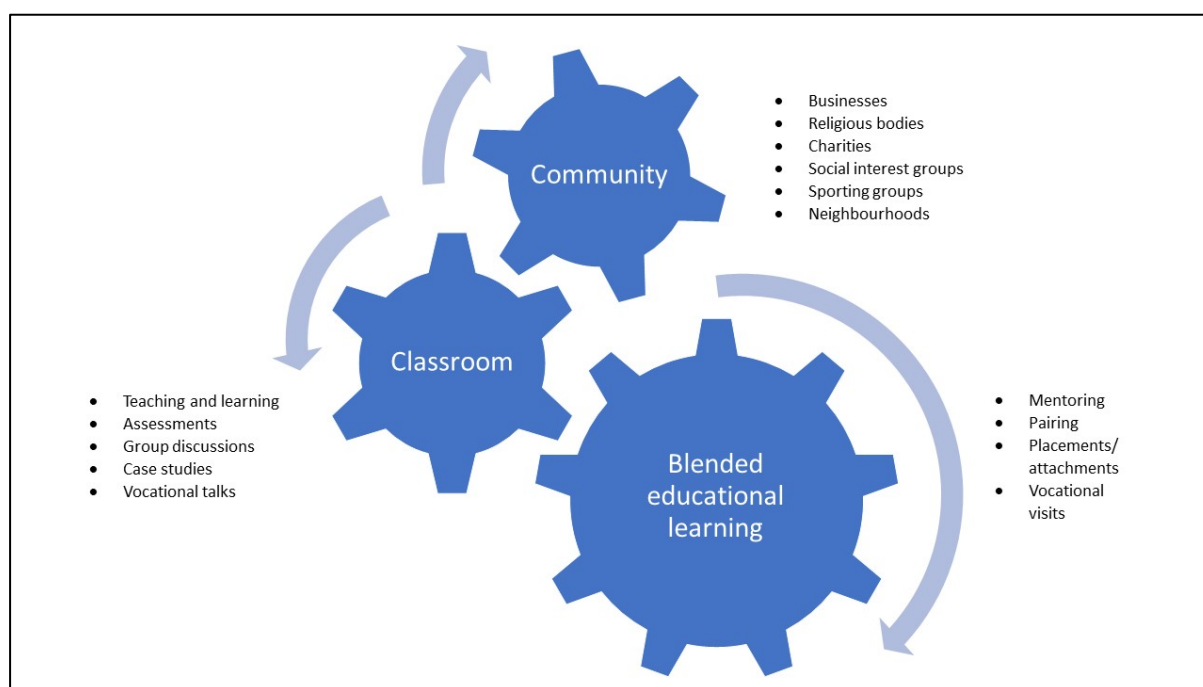 Community
• Businesses
• Religious bodies
• Charities
• Social interest groups
• Sporting groups
• Neighbourhoods
Classroom
• Teaching and learning
• Assessments
• Group discussions
• Case studies
• Vocational talks
Blended
educational
learning
• Mentoring
• Pairing
• Placements/
attachments
• Vocational
visits